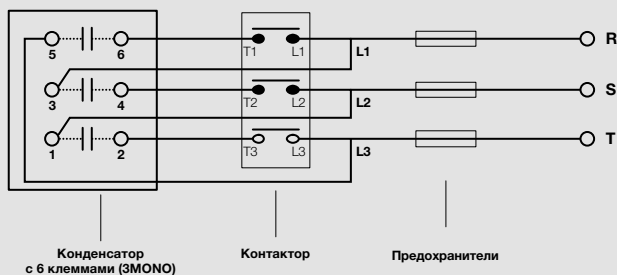 5 6 T1 L1 L1 R
3 4 T2 L2 L2 S
1 2 T3 L3 L3 T
Конденсатор
с 6 клеммами (3MONO)
Контактор
Предохранители